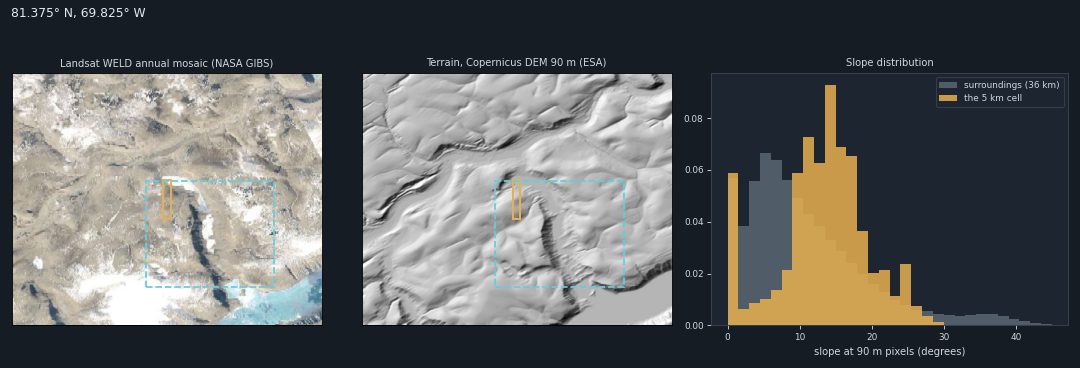 81.375° N, 69.825° W
Landsat WELD annual mosaic (NASA GIBS)
Terrain, Copernicus DEM 90 m (ESA)
Slope distribution
surroundings (36 km)
the 5 km cell
0.08
0.06
0.04
0.02
0.00
0 10 20 30 40
slope at 90 m pixels (degrees)